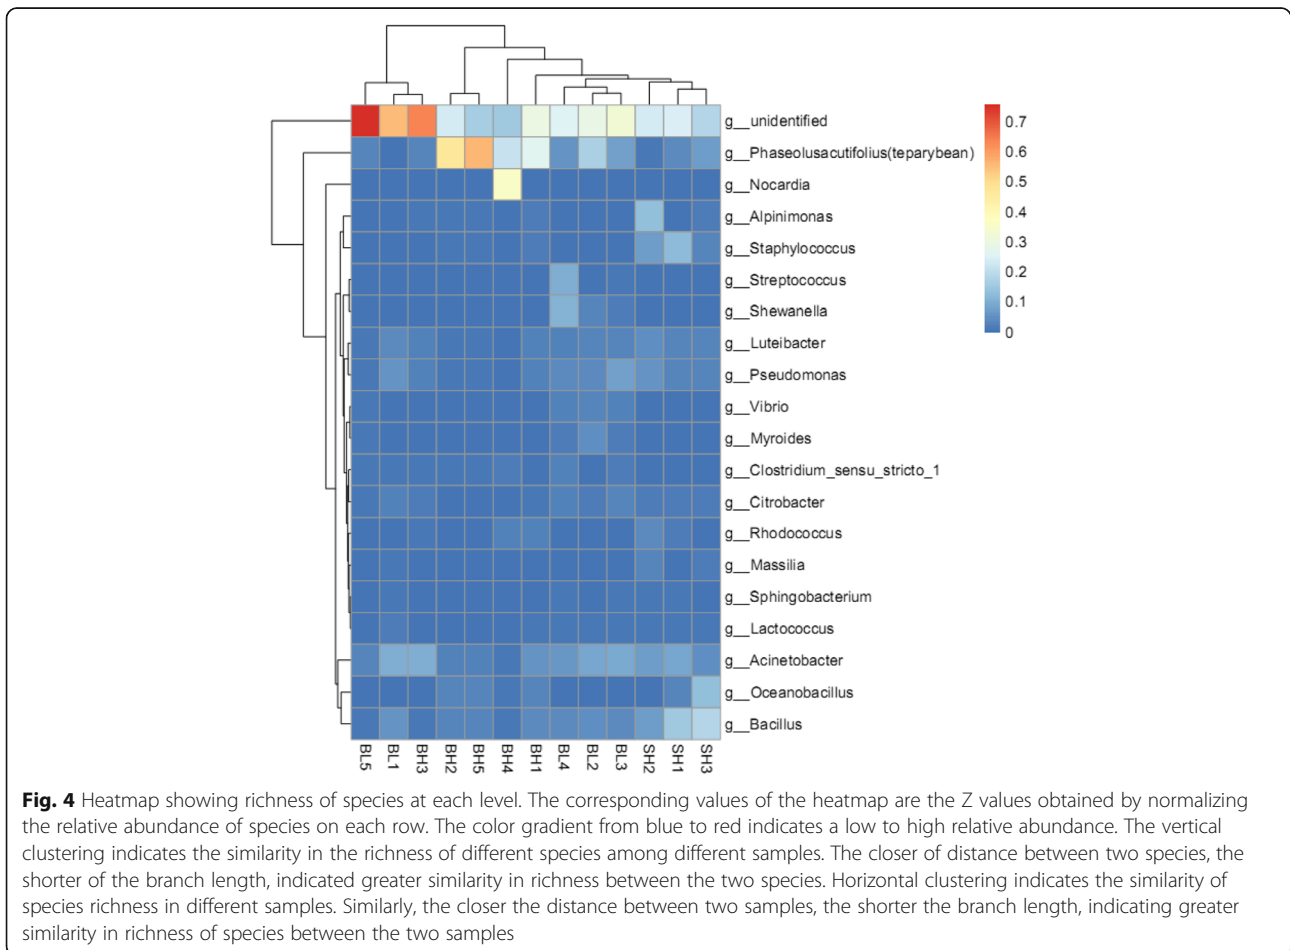 g__unidentified
g__Phaseolusacutifolius(teparybean)
g__Nocardia
g__Alpinimonas
g__Staphylococcus
g__Streptococcus
g__Shewanella
g__Luteibacter
g__Pseudomonas
g__Vibrio
g__Myroides
g__Clostridium_sensu_stricto_1
g__Citrobacter
g__Rhodococcus
g__Massilia
g__Sphingobacterium
g__Lactococcus
g__Acinetobacter
g__Oceanobacillus
g__Bacillus
0.7
0.6
0.5
0.4
0.3
0.2
0.1
0
BL5 BL1 BH3 BH2 BH5 BH4 BH1 BL4 BL2 BL3 SH2 SH1 SH3
Fig. 4 Heatmap showing richness of species at each level. The corresponding values of the heatmap are the Z values obtained by normalizing
the relative abundance of species on each row. The color gradient from blue to red indicates a low to high relative abundance. The vertical
clustering indicates the similarity in the richness of different species among different samples. The closer of distance between two species, the
shorter of the branch length, indicated greater similarity in richness between the two species. Horizontal clustering indicates the similarity of
species richness in different samples. Similarly, the closer the distance between two samples, the shorter the branch length, indicating greater
similarity in richness of species between the two samples